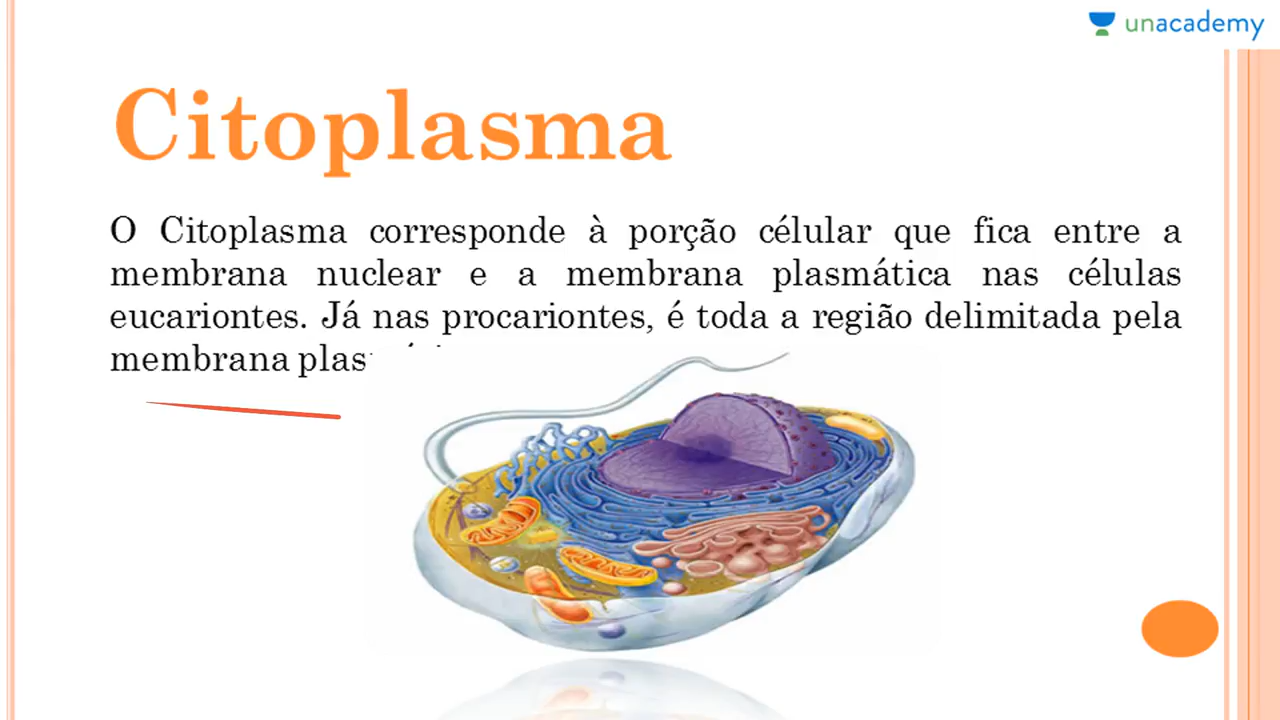 unacademy
Citoplasma
O Citoplasma corresponde à porção célular que fica entre a
membrana nuclear e a membrana plasmática nas células
eucariontes. Já nas procariontes, é toda a região delimitada pela
membrana